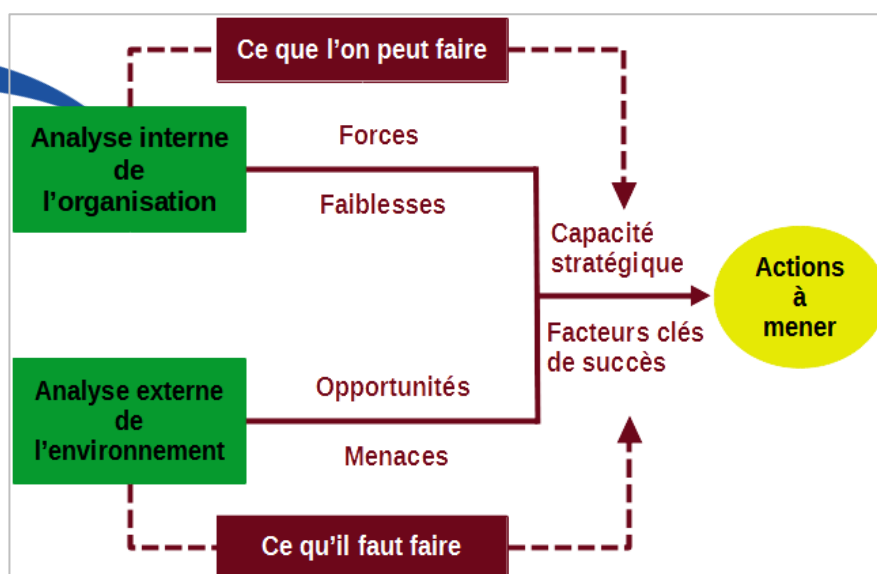 Ce que l'on peut faire
Analyse interne
de
l'organisation
Forces
Faiblesses
Capacité
stratégique
Actions
à
mener
Facteurs clés
de succès
Analyse externe
de
l'environnement
Opportunités
Menaces
Ce qu'il faut faire